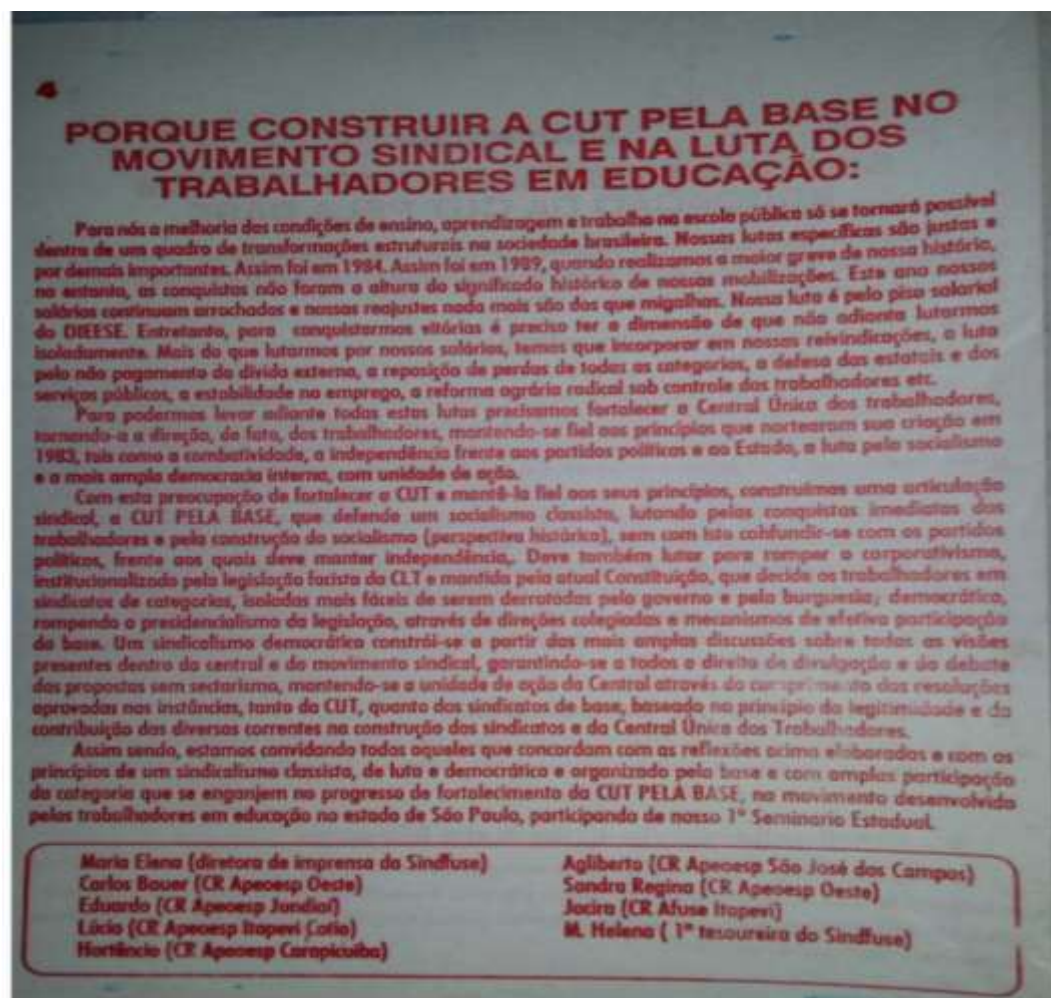 4
PORQUE CONSTRUIR A CUT PELA BASE NO
MOVIMENTO SINDICAL E NA LUTA DOS
TRABALHADORES EM EDUCAÇÃO:
Para nós a melhoria das condições de ensino, aprendizagem e trabalho na escola pública só se tornará possível
dentro de um quadro de transformações estruturais na sociedade brasileira. Nossas lutas específicas são justas e
por demais importantes. Assim foi em 1984. Assim foi em 1989, quando realizamos a maior greve de nossa história,
no entanto, as conquistas não foram a altura do significado histórico de nossas mobilizações. Este ano nossos
salários continuam arrochados e nossos reajustes nada mais são dos que migalhas. Nossa luta é pelo piso salarial
do DIEESE. Entretanto, para conquistarmos vitórias é preciso ter a dimensão de que não adianta lutarmos
isoladamente. Mais do que lutarmos por nossos salários, temos que incorporar em nossas reivindicações, a luta
pelo não pagamento da dívida externa, a reposição de perdas de todas as categorias, a defesa das estatais e dos
serviços públicos, a estabilidade no emprego, a reforma agrária radical sob controle dos trabalhadores etc.
Para podermos levar adiante todas estas lutas precisamos fortalecer a Central Única dos trabalhadores,
tornando-a a direção, de fato, dos trabalhadores, mantendo-se fiel aos princípios que nortearam sua criação em
1983, tais como a combatividade, a independência frente aos partidos políticos e ao Estado, a luta pelo socialismo
e a mais ampla democracia interna, com unidade de ação.
Com esta preocupação de fortalecer a CUT e mantê-la fiel aos seus princípios, construímos uma articulação
sindical, a CUT PELA BASE, que defende um socialismo classista, lutando pelas conquistas imediatas dos
trabalhadores e pela construção do socialismo (perspectiva histórica), sem com isto confundir-se com os partidos
políticos, frente aos quais deve manter independência,. Deve também lutar para romper o corporativismo,
institucionalizado pela legislação facista da CLT e mantida pela atual Constituição, que decide os trabalhadores em
sindicatos de categorias, isoladas mais fáceis de serem derrotadas pelo governo e pela burguesia; democrático,
rompendo o presidencialismo da legislação, através de direções colegiadas e mecanismos de efetiva participação
da base. Um sindicalismo democrático constrói-se a partir das mais amplas discussões sobre todas as visões
presentes dentro da central e do movimento sindical, garantindo-se a todos o direito de divulgação e do debate
das propostas sem sectarismo, mantendo-se a unidade de ação da Central através do cumprimento das resoluções
aprovadas nas instâncias, tanto da CUT, quanto dos sindicatos de base, baseado no princípio da legitimidade e da
contribuição das diversas correntes na construção dos sindicatos e da Central Única dos Trabalhadores.
Assim sendo, estamos convidando todos aqueles que concordam com as reflexões acima elaboradas e com os
princípios de um sindicalismo classista, de luta e democrático e organizado pela base e com amplas participação
da categoria que se enganjem no progresso de fortalecimento da CUT PELA BASE, no movimento desenvolvido
pelos trabalhadores em educação no estado de São Paulo, participando de nosso 1º Seminario Estadual.
Maria Elena (diretora de imprensa do Sindfuse)
Carlos Bauer (CR Apeoesp Oeste)
Eduardo (CR Apeoesp Jundiaí)
Lúcio (CR Apeoesp Itapevi Cotia)
Hortêncio (CR Apeoesp Carapicuíba)
Agliberto (CR Apeoesp São José dos Campos)
Sandra Regina (CR Apeoesp Oeste)
Jacira (CR Afuse Itapevi)
M. Helena ( 1ª tesoureira do Sindfuse)